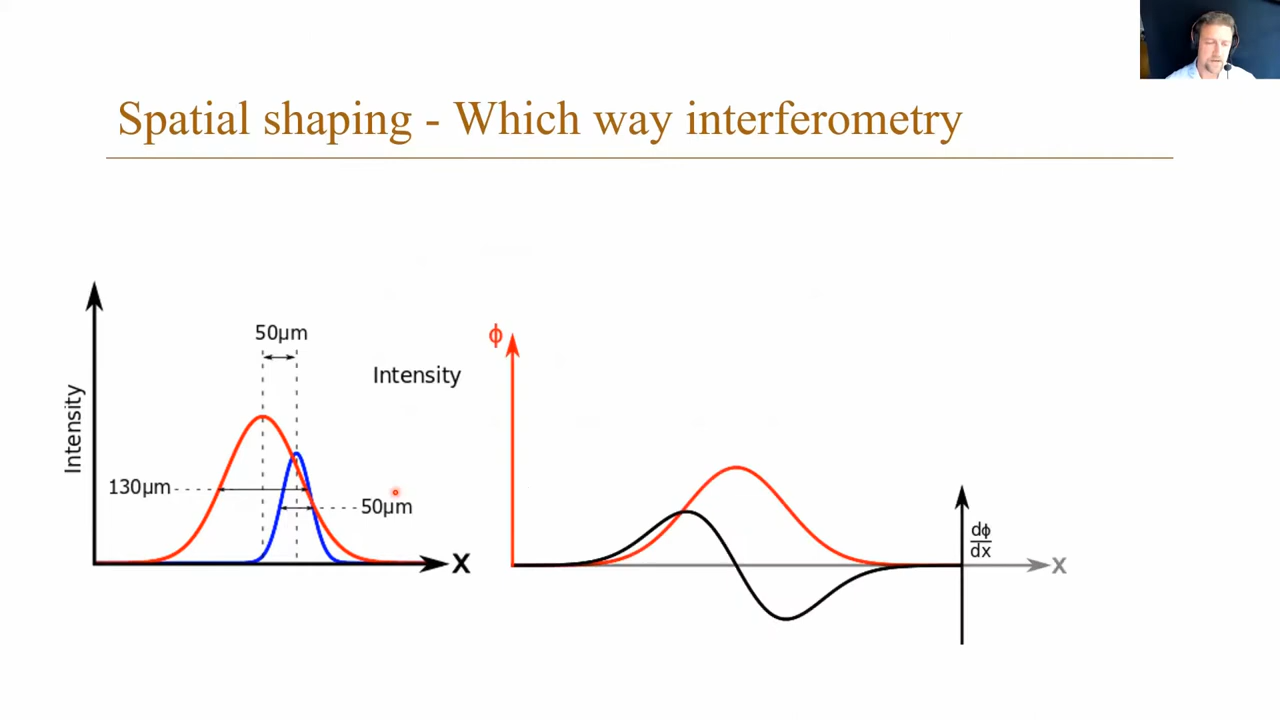 Spatial shaping - Which way interferometry
50µm
Intensity
130µm
50µm
X
Intensity
ϕ
dϕ
dx
X